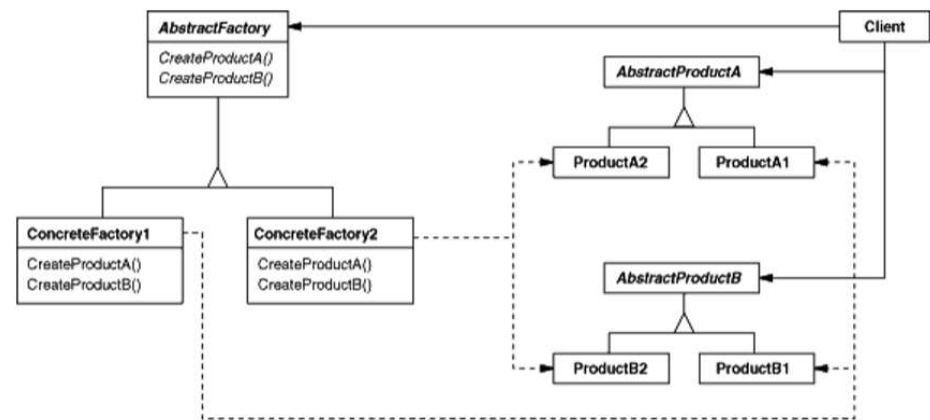 AbstractFactory
CreateProductA()
CreateProductB()
Client
AbstractProductA
ProductA2
ProductA1
ConcreteFactory1
CreateProductA()
CreateProductB()
ConcreteFactory2
CreateProductA()
CreateProductB()
AbstractProductB
ProductB2
ProductB1